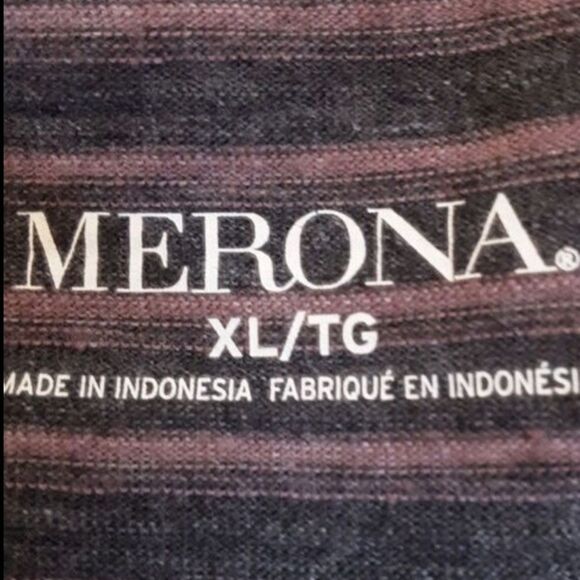 MERONA®
XL/TG
MADE IN INDONESIA FABRIQUÉ EN INDONÉSI